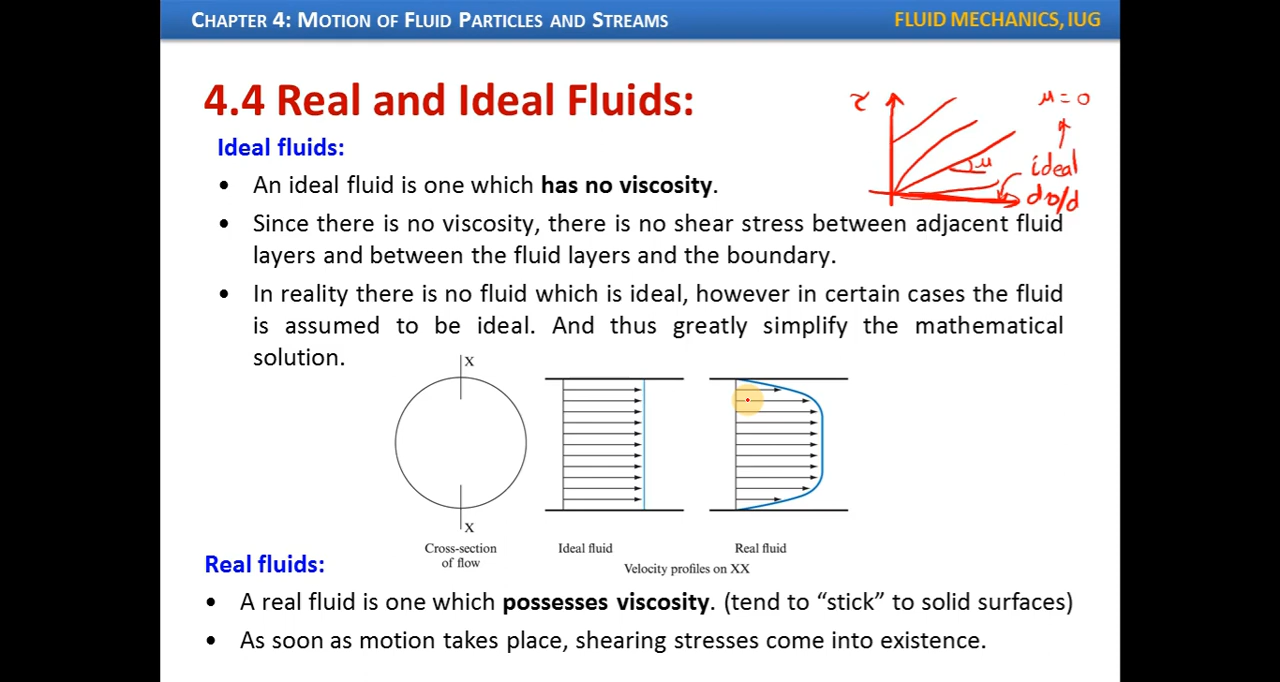 CHAPTER 4: MOTION OF FLUID PARTICLES AND STREAMS
FLUID MECHANICS, IUG
4.4 Real and Ideal Fluids:
τ
μ = 0
μ
ideal
Ideal fluids:
• An ideal fluid is one which has no viscosity.
• Since there is no viscosity, there is no shear stress between adjacent fluid
layers and between the fluid layers and the boundary.
• In reality there is no fluid which is ideal, however in certain cases the fluid
is assumed to be ideal. And thus greatly simplify the mathematical
solution.
X
X
Cross-section
of flow
Ideal fluid
Real fluid
Velocity profiles on XX
Real fluids:
• A real fluid is one which possesses viscosity. (tend to “stick” to solid surfaces)
• As soon as motion takes place, shearing stresses come into existence.